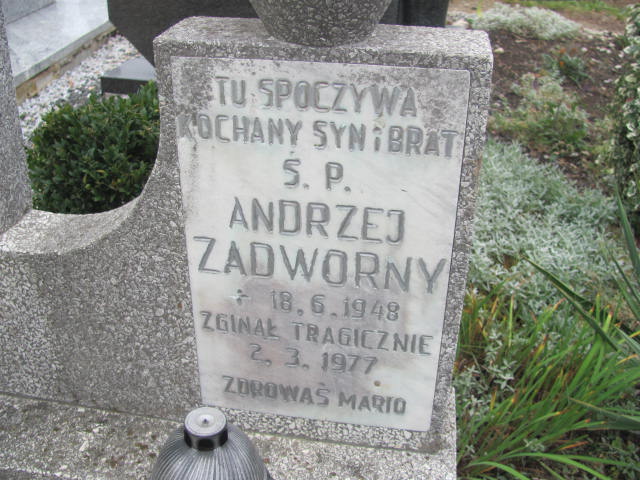 TU SPOCZYWA
KOCHANY SYN i BRAT
Ś. P.
ANDRZEJ
ZADWORNY
18.6.1948
ZGINAŁ TRAGICZNIE
2.3.1977
ZDROWAŚ MARIO